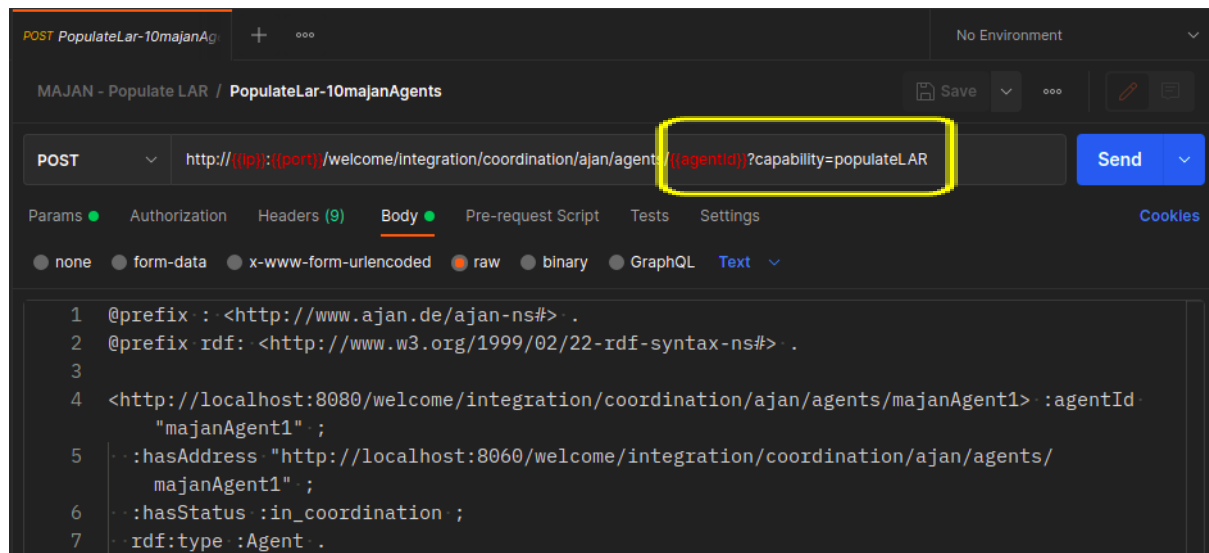 POST PopulateLar-10majanAg
No Environment
MAJAN - Populate LAR / PopulateLar-10majanAgents
Save
POST
http://{{ip}}:{{port}}/welcome/integration/coordination/ajan/agents/{{agentId}}?capability=populateLAR
Send
Params Authorization Headers (9) Body Pre-request Script Tests Settings Cookies
none form-data x-www-form-urlencoded raw binary GraphQL Text
1 @prefix : <http://www.ajan.de/ajan-ns#> .
2 @prefix rdf: <http://www.w3.org/1999/02/22-rdf-syntax-ns#> .
3
4 <http://localhost:8080/welcome/integration/coordination/ajan/agents/majanAgent1> :agentId
"majanAgent1" ;
5 :hasAddress "http://localhost:8060/welcome/integration/coordination/ajan/agents/
majanAgent1" ;
6 :hasStatus :in_coordination ;
7 rdf:type :Agent .